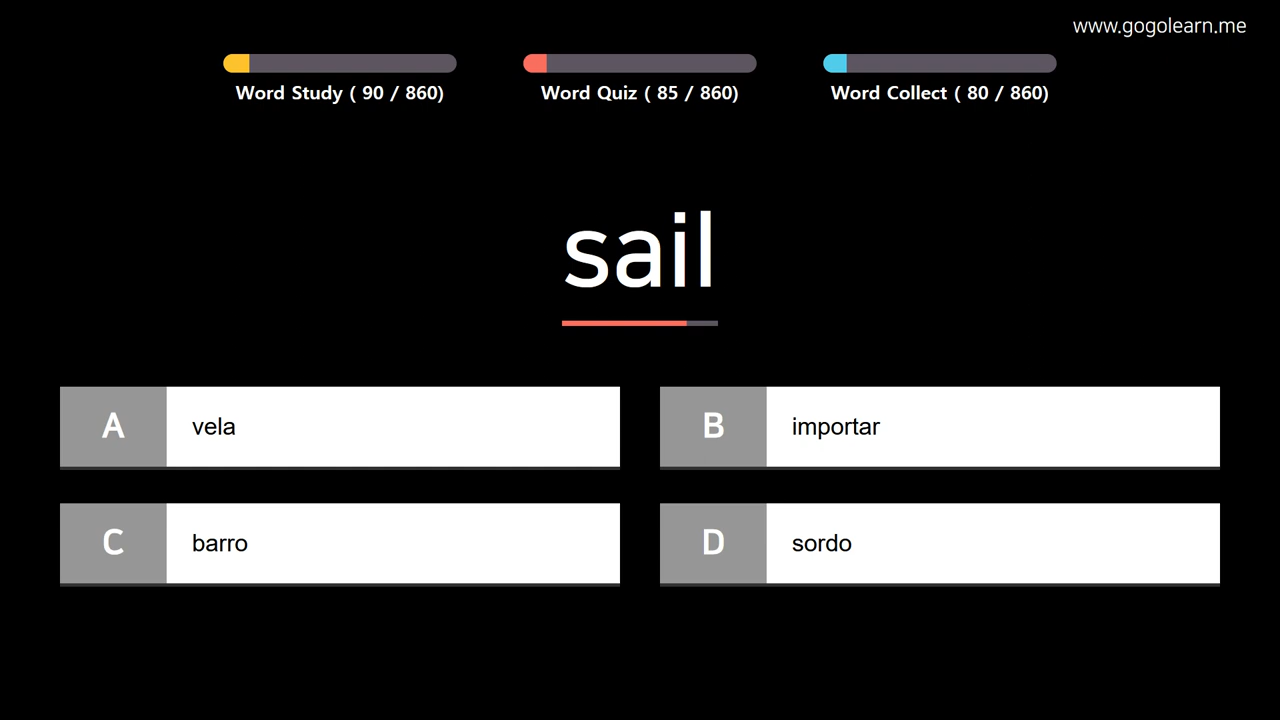 www.gogolearn.me
Word Study ( 90 / 860)
Word Quiz ( 85 / 860)
Word Collect ( 80 / 860)
sail
A vela
B importar
C barro
D sordo